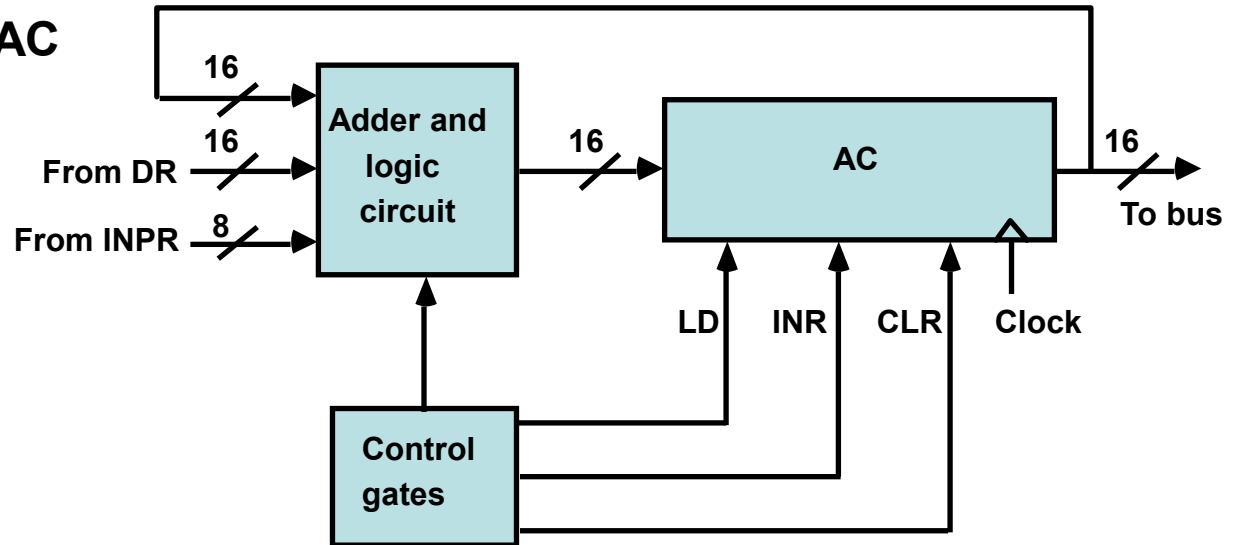 AC
16
16
From DR
8
From INPR
Adder and
logic
circuit
16
AC
16
To bus
LD
INR
CLR
Clock
Control
gates